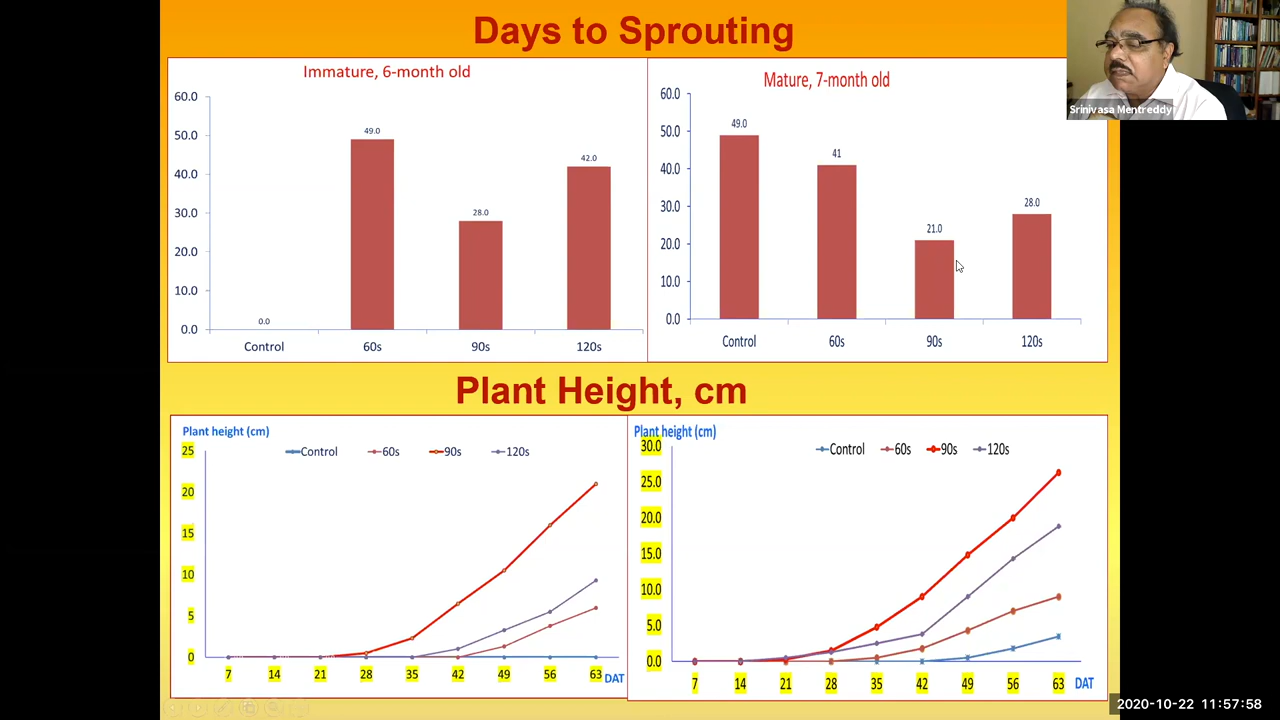 Days to Sprouting
Srinivasa Mentreddy
Immature, 6-month old
60.0
50.0
40.0
30.0
20.0
10.0
0.0
0.0
49.0
28.0
42.0
Control 60s 90s 120s
Mature, 7-month old
60.0
50.0
40.0
30.0
20.0
10.0
0.0
49.0
41
21.0
28.0
Control 60s 90s 120s
Plant Height, cm
Plant height (cm)
Control 60s 90s 120s
25
20
15
10
5
0
7 14 21 28 35 42 49 56 63 DAT
Plant height (cm)
Control 60s 90s 120s
30.0
25.0
20.0
15.0
10.0
5.0
0.0
7 14 21 28 35 42 49 56 63 DAT
2020-10-22 11:57:58